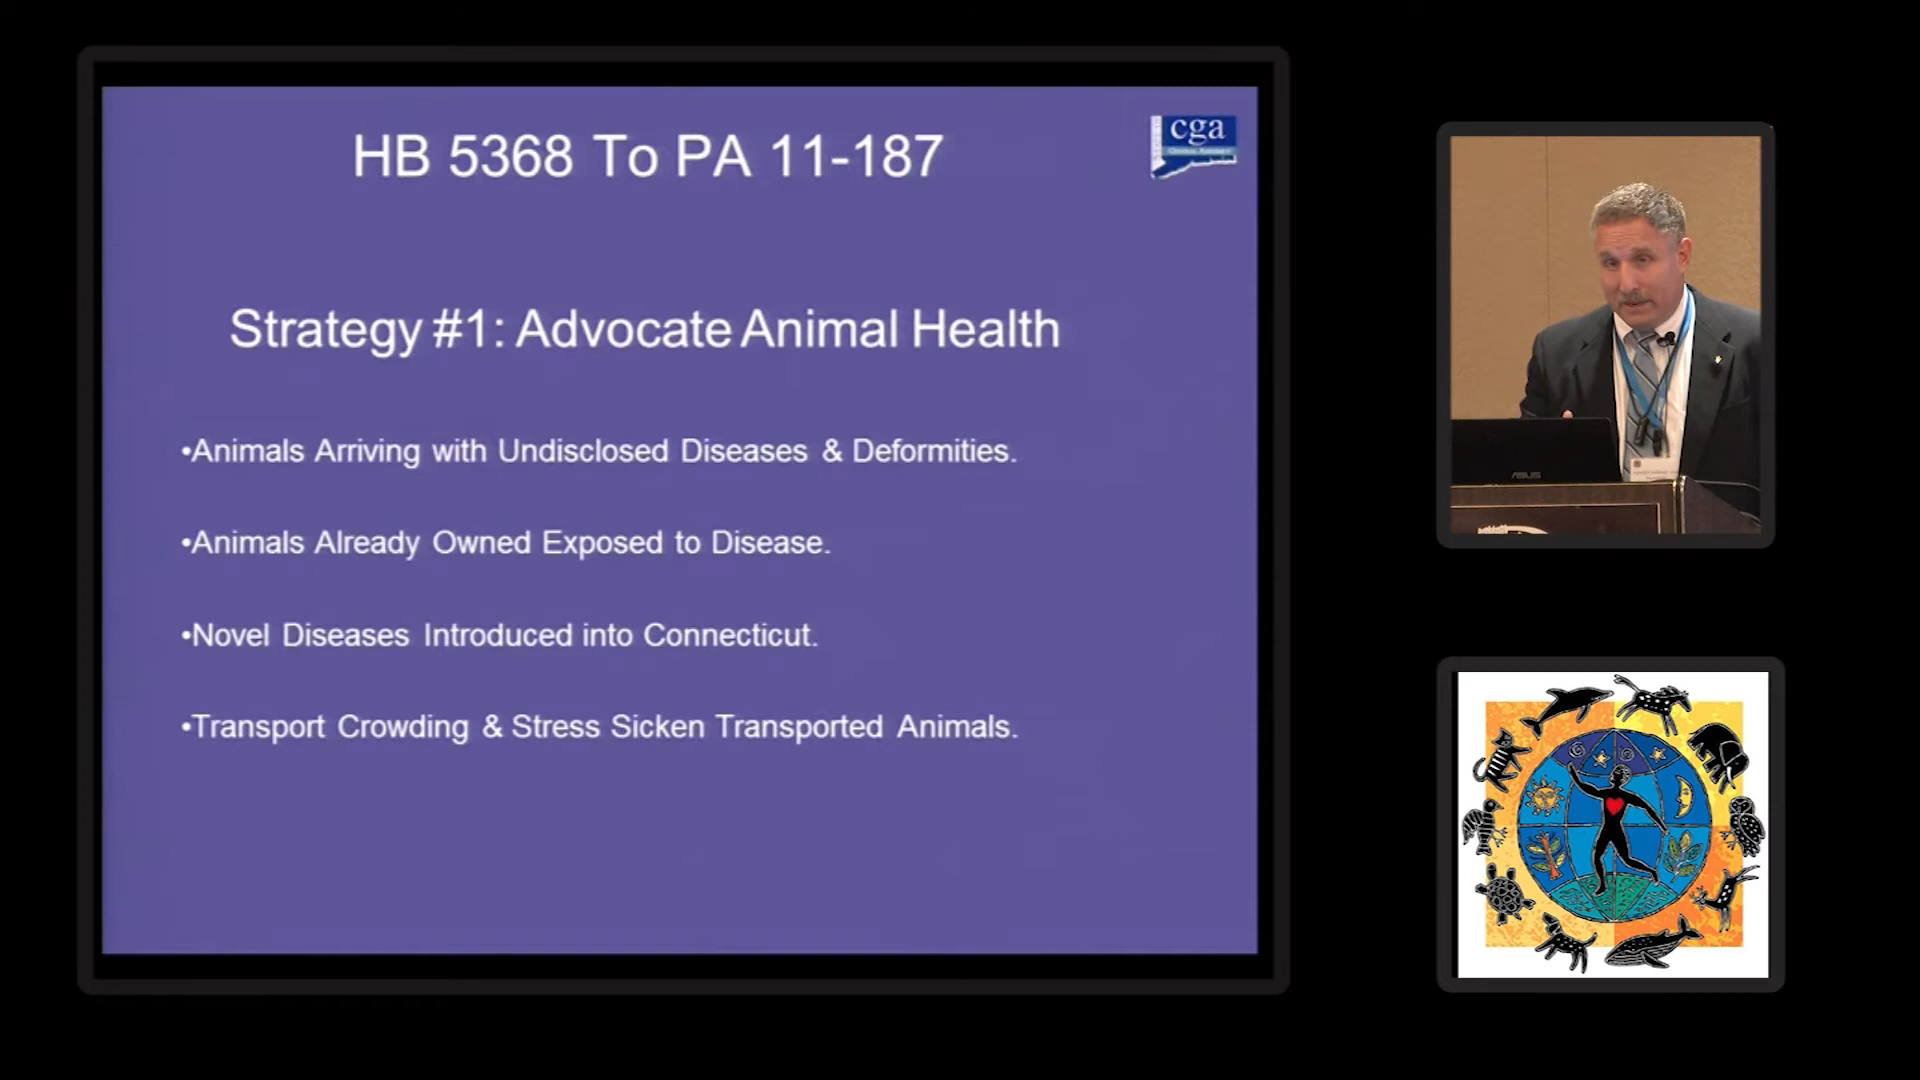 HB 5368 To PA 11-187
cga
Strategy #1: Advocate Animal Health
•Animals Arriving with Undisclosed Diseases & Deformities.
•Animals Already Owned Exposed to Disease.
•Novel Diseases Introduced into Connecticut.
•Transport Crowding & Stress Sicken Transported Animals.
ASUS